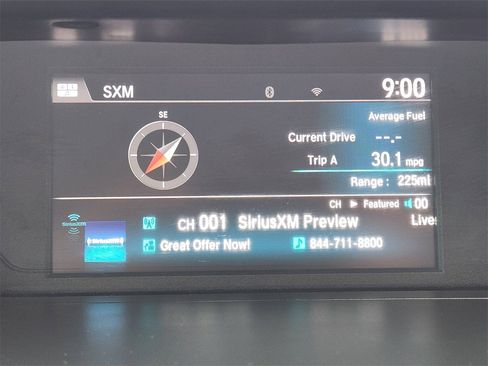 SXM 9:00
SE
Average Fuel
Current Drive --.-
Trip A 30.1 mpg
Range : 225mi
CH ▶ Featured 00
SiriusXM
CH 001 SiriusXM Preview Live:
Great Offer Now! 844-711-8800